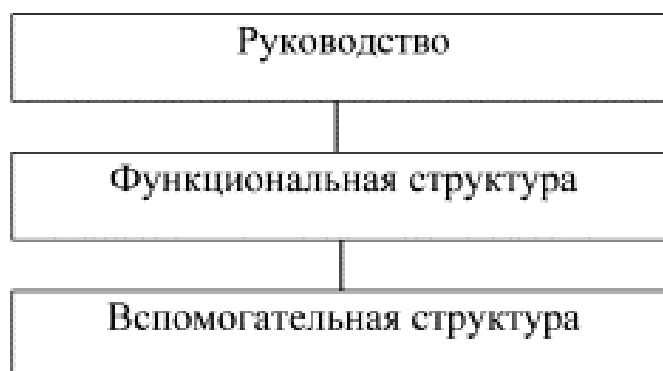 Руководство
Функциональная структура
Вспомогательная структура